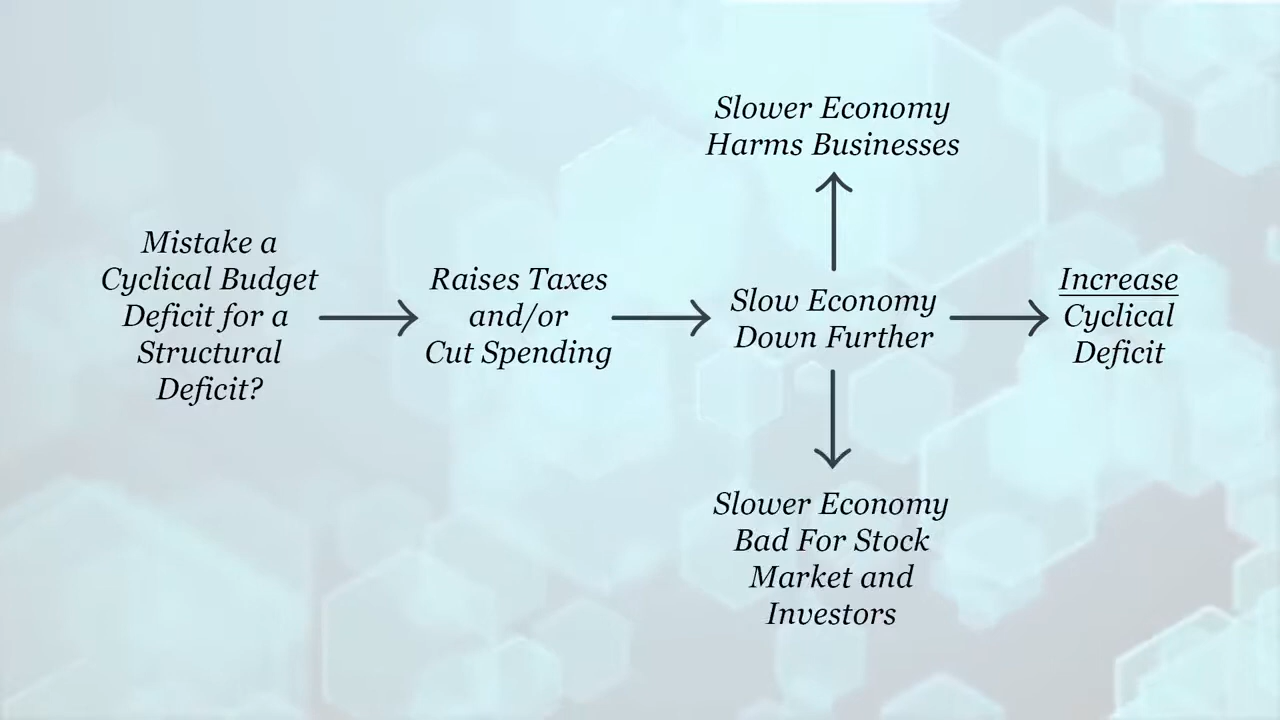 Mistake a
Cyclical Budget
Deficit for a
Structural
Deficit?
Raises Taxes
and/or
Cut Spending
Slower Economy
Harms Businesses
Slow Economy
Down Further
Slower Economy
Bad For Stock
Market and
Investors
Increase
Cyclical
Deficit